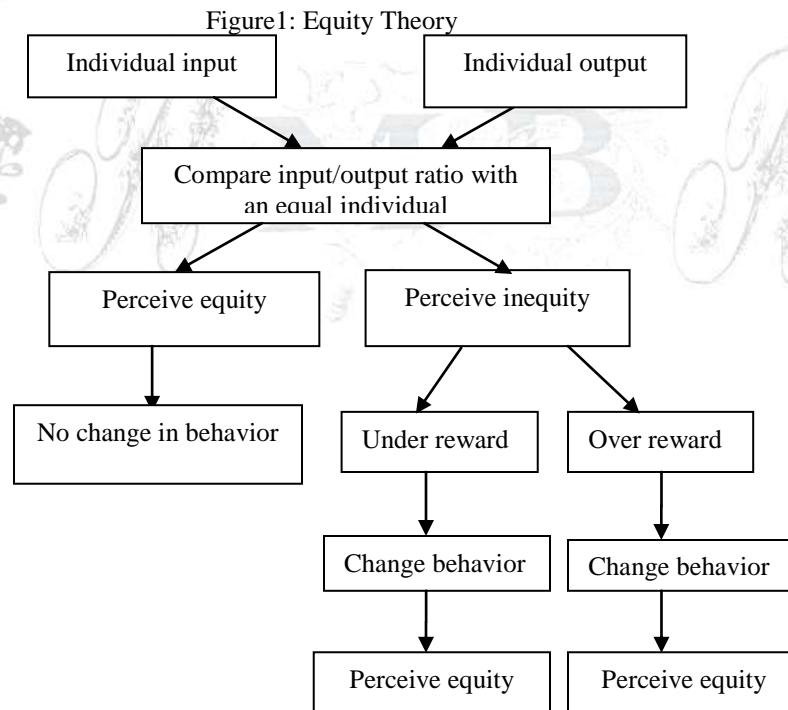 Figure1: Equity Theory
Individual input
Individual output
Compare input/output ratio with
an equal individual
Perceive equity
Perceive inequity
No change in behavior
Under reward
Over reward
Change behavior
Change behavior
Perceive equity
Perceive equity